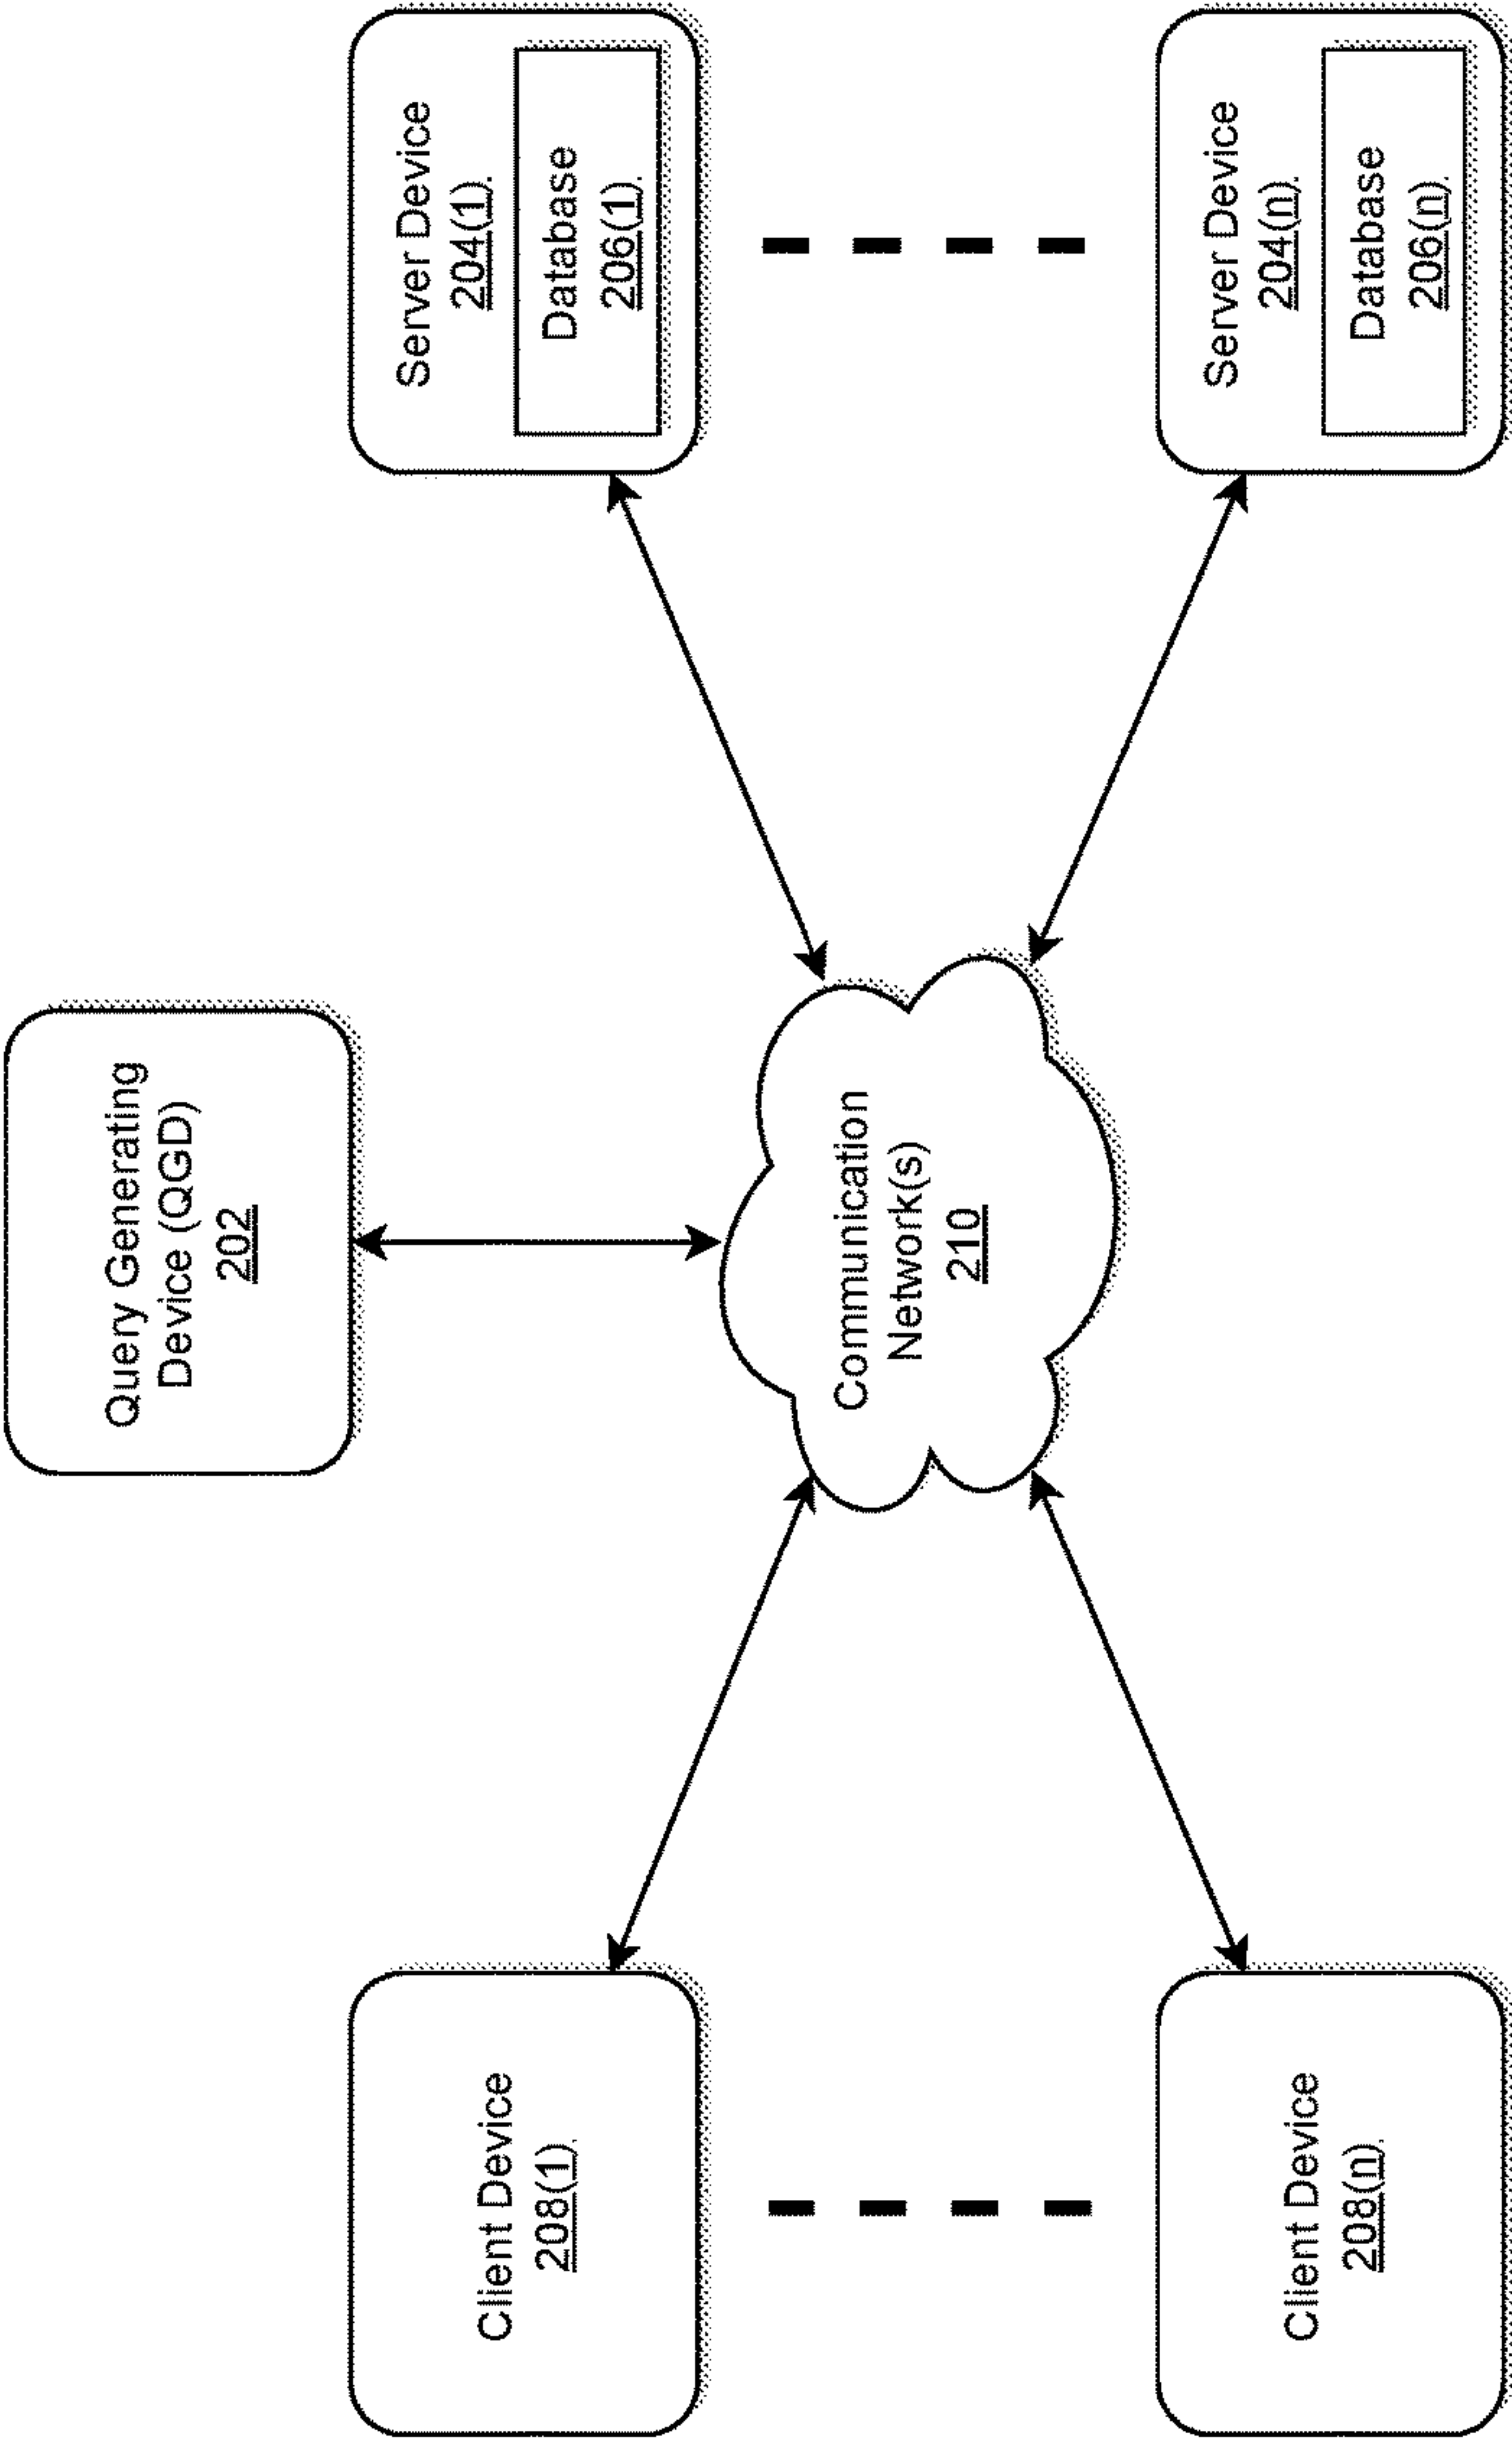 Query Generating
Device (QGD)
202
Client Device
208(1)
Server Device
204(1)
Database
206(1)
Communication
Network(s)
210
Client Device
208(n)
Server Device
204(n)
Database
206(n)